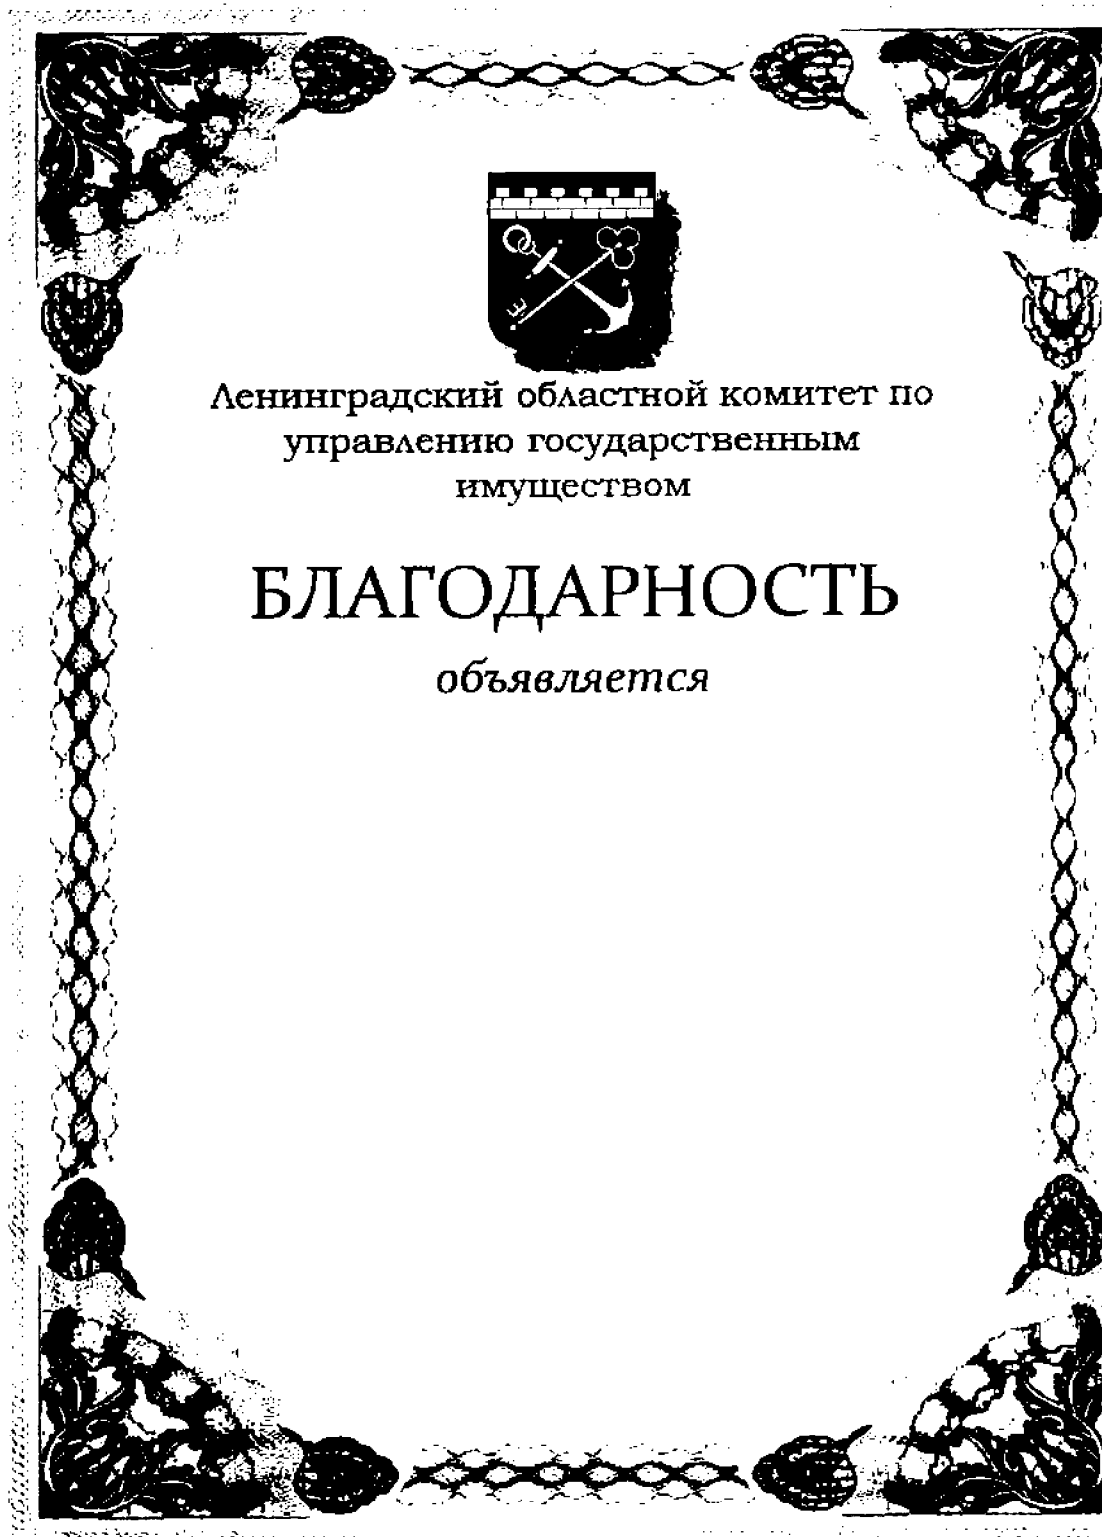 Ленинградский областной комитет по
управлению государственным
имуществом
БЛАГОДАРНОСТЬ
объявляется